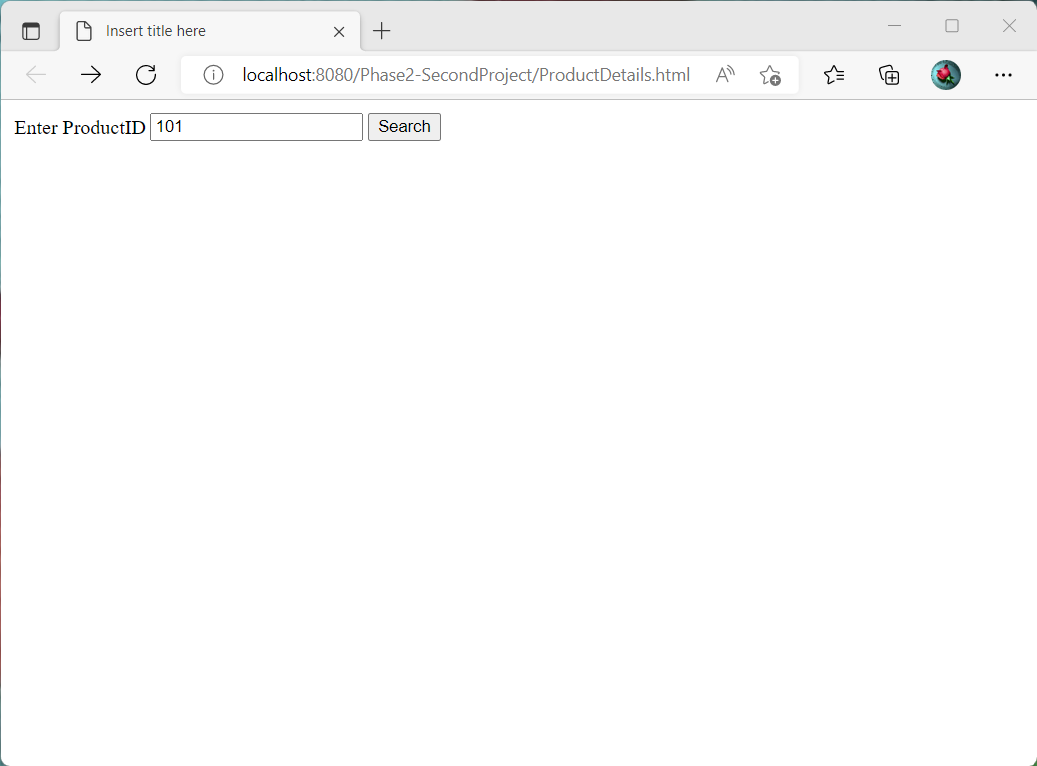 Insert title here
localhost:8080/Phase2-SecondProject/ProductDetails.html
Enter ProductID 101 Search